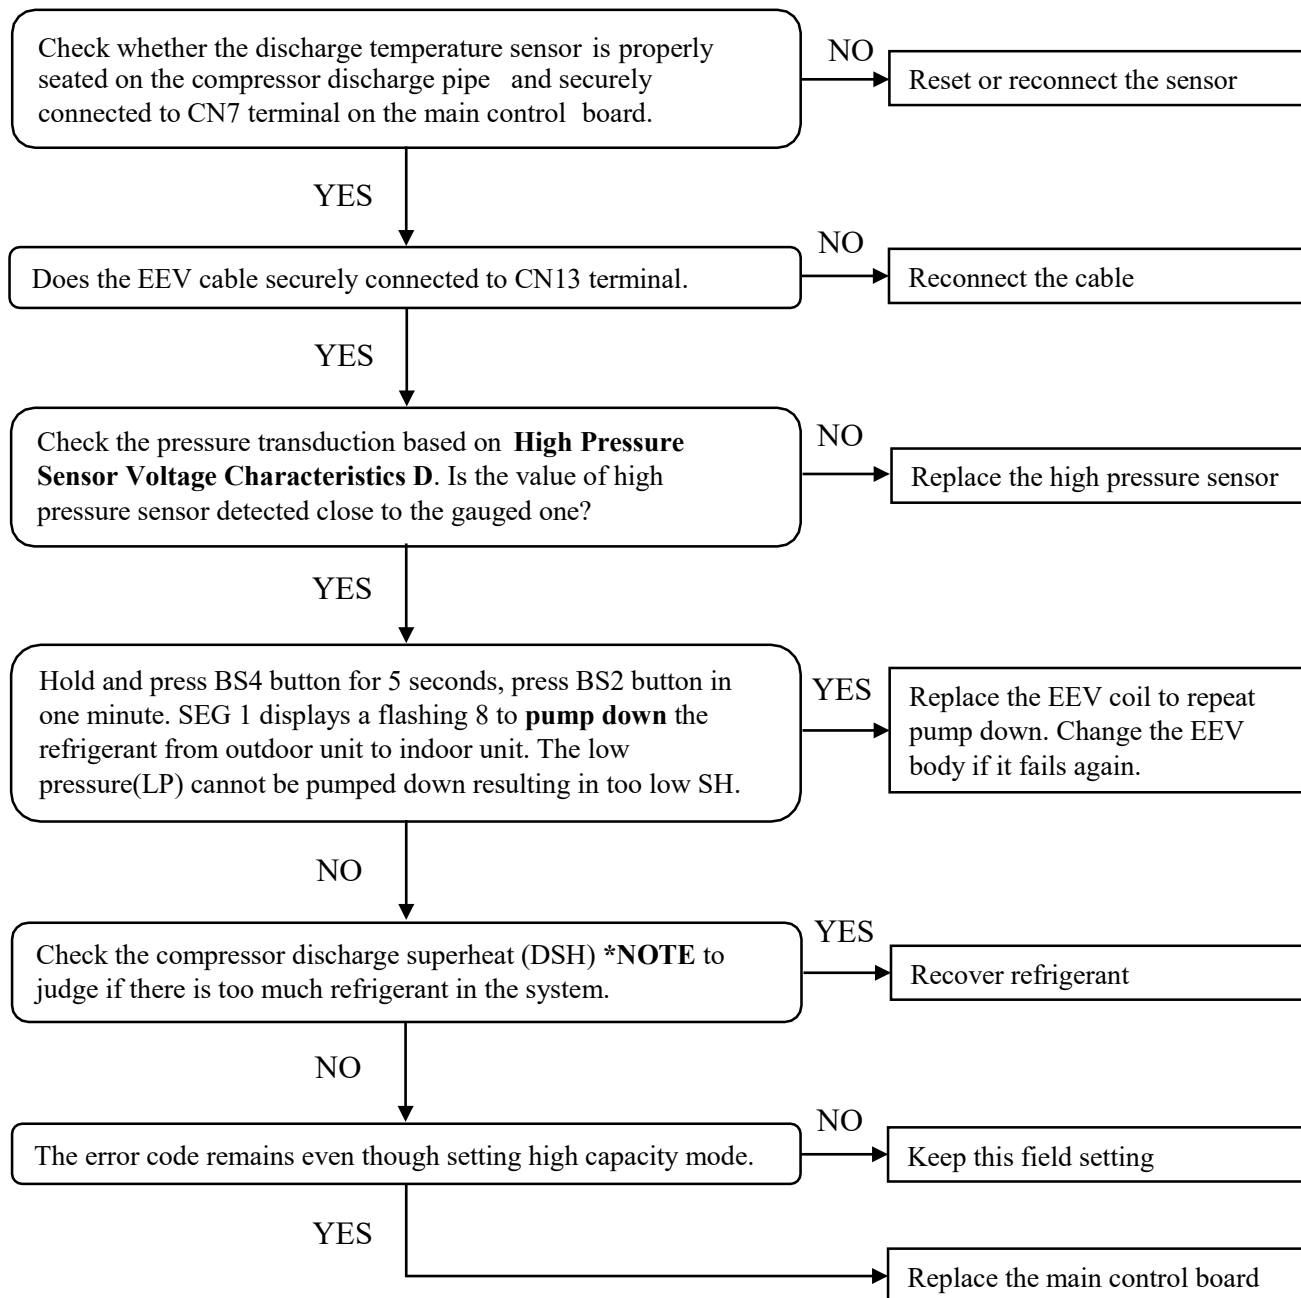 Check whether the discharge temperature sensor is properly
seated on the compressor discharge pipe and securely
connected to CN7 terminal on the main control board.
NO
Reset or reconnect the sensor
YES
Does the EEV cable securely connected to CN13 terminal.
NO
Reconnect the cable
YES
Check the pressure transduction based on High Pressure
Sensor Voltage Characteristics D. Is the value of high
pressure sensor detected close to the gauged one?
NO
Replace the high pressure sensor
YES
Hold and press BS4 button for 5 seconds, press BS2 button in
one minute. SEG 1 displays a flashing 8 to pump down the
refrigerant from outdoor unit to indoor unit. The low
pressure(LP) cannot be pumped down resulting in too low SH.
YES
Replace the EEV coil to repeat
pump down. Change the EEV
body if it fails again.
NO
Check the compressor discharge superheat (DSH) *NOTE to
judge if there is too much refrigerant in the system.
YES
Recover refrigerant
NO
The error code remains even though setting high capacity mode.
NO
Keep this field setting
YES
Replace the main control board